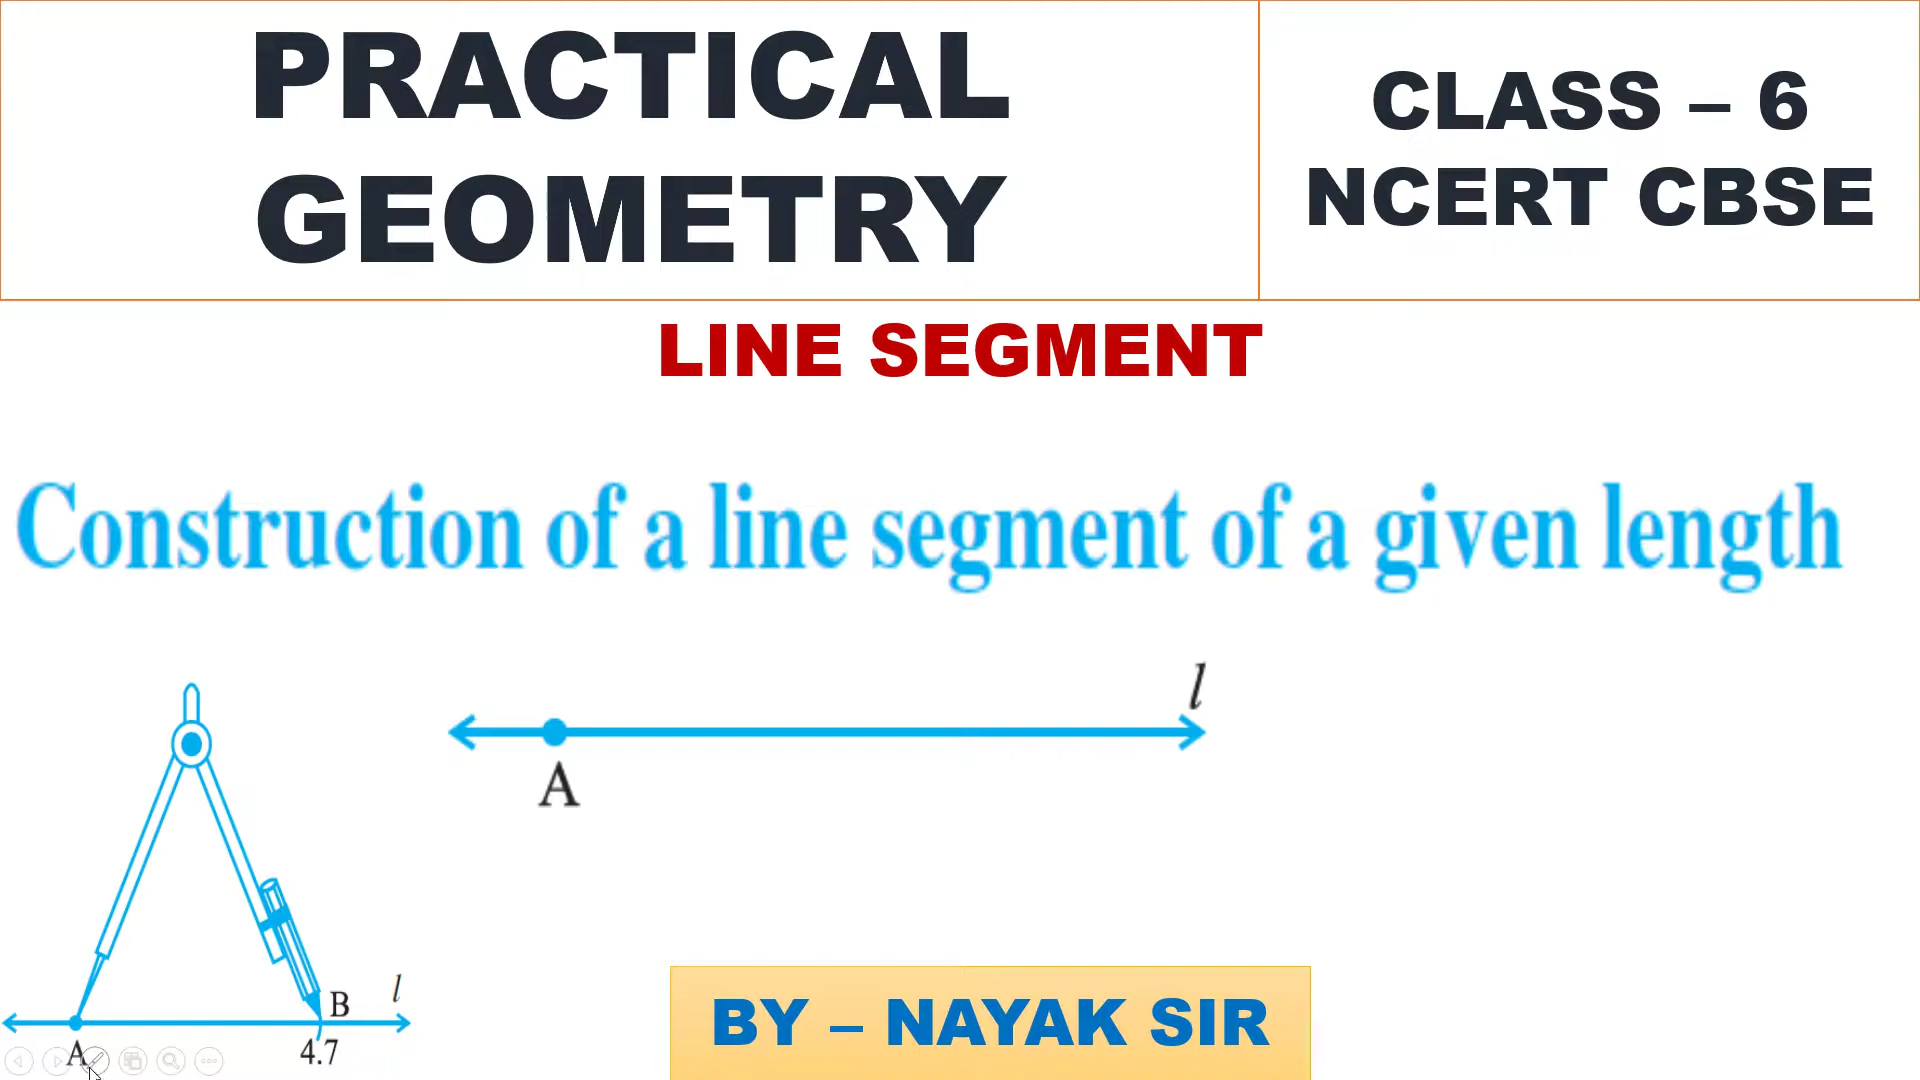 PRACTICAL
GEOMETRY
CLASS – 6
NCERT CBSE
LINE SEGMENT
Construction of a line segment of a given length
l
A
B
l
A
4.7
BY – NAYAK SIR